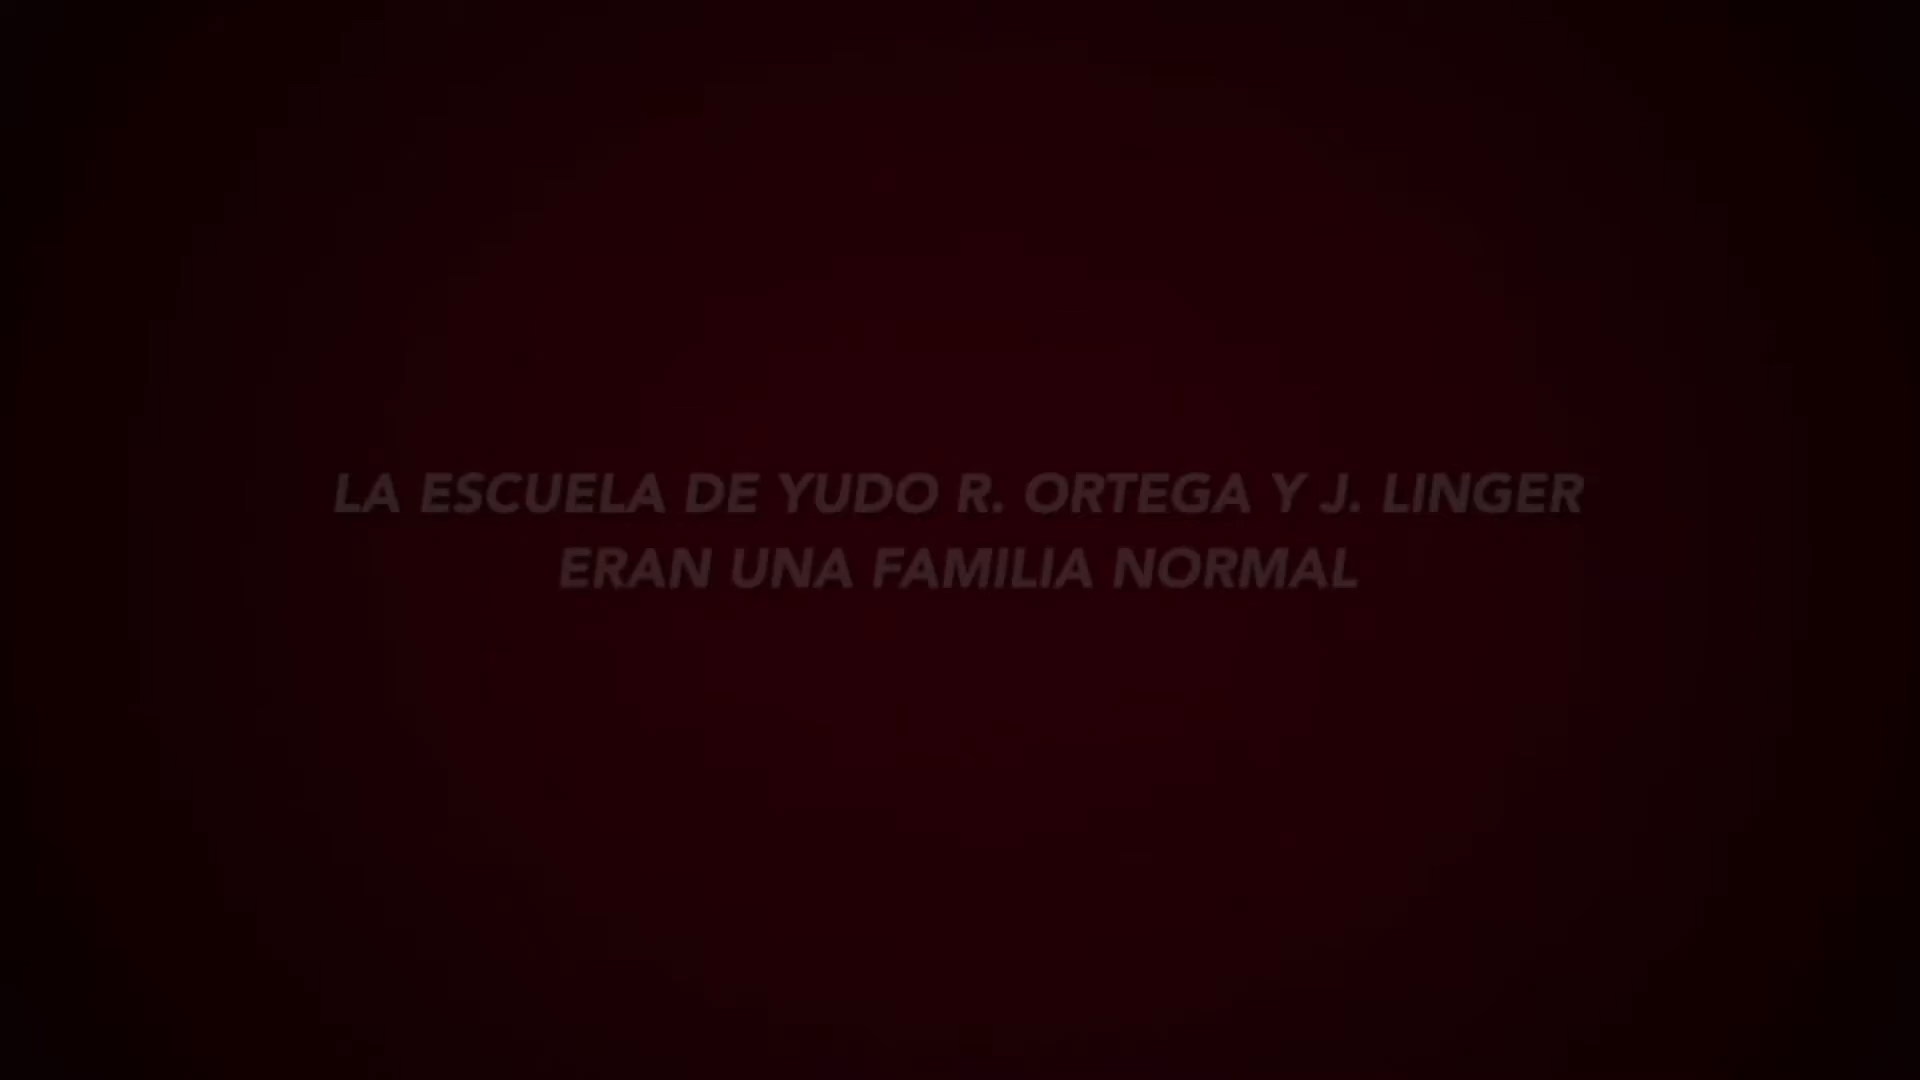 LA ESCUELA DE YUDO R. ORTEGA Y J. LINGER
ERAN UNA FAMILIA NORMAL